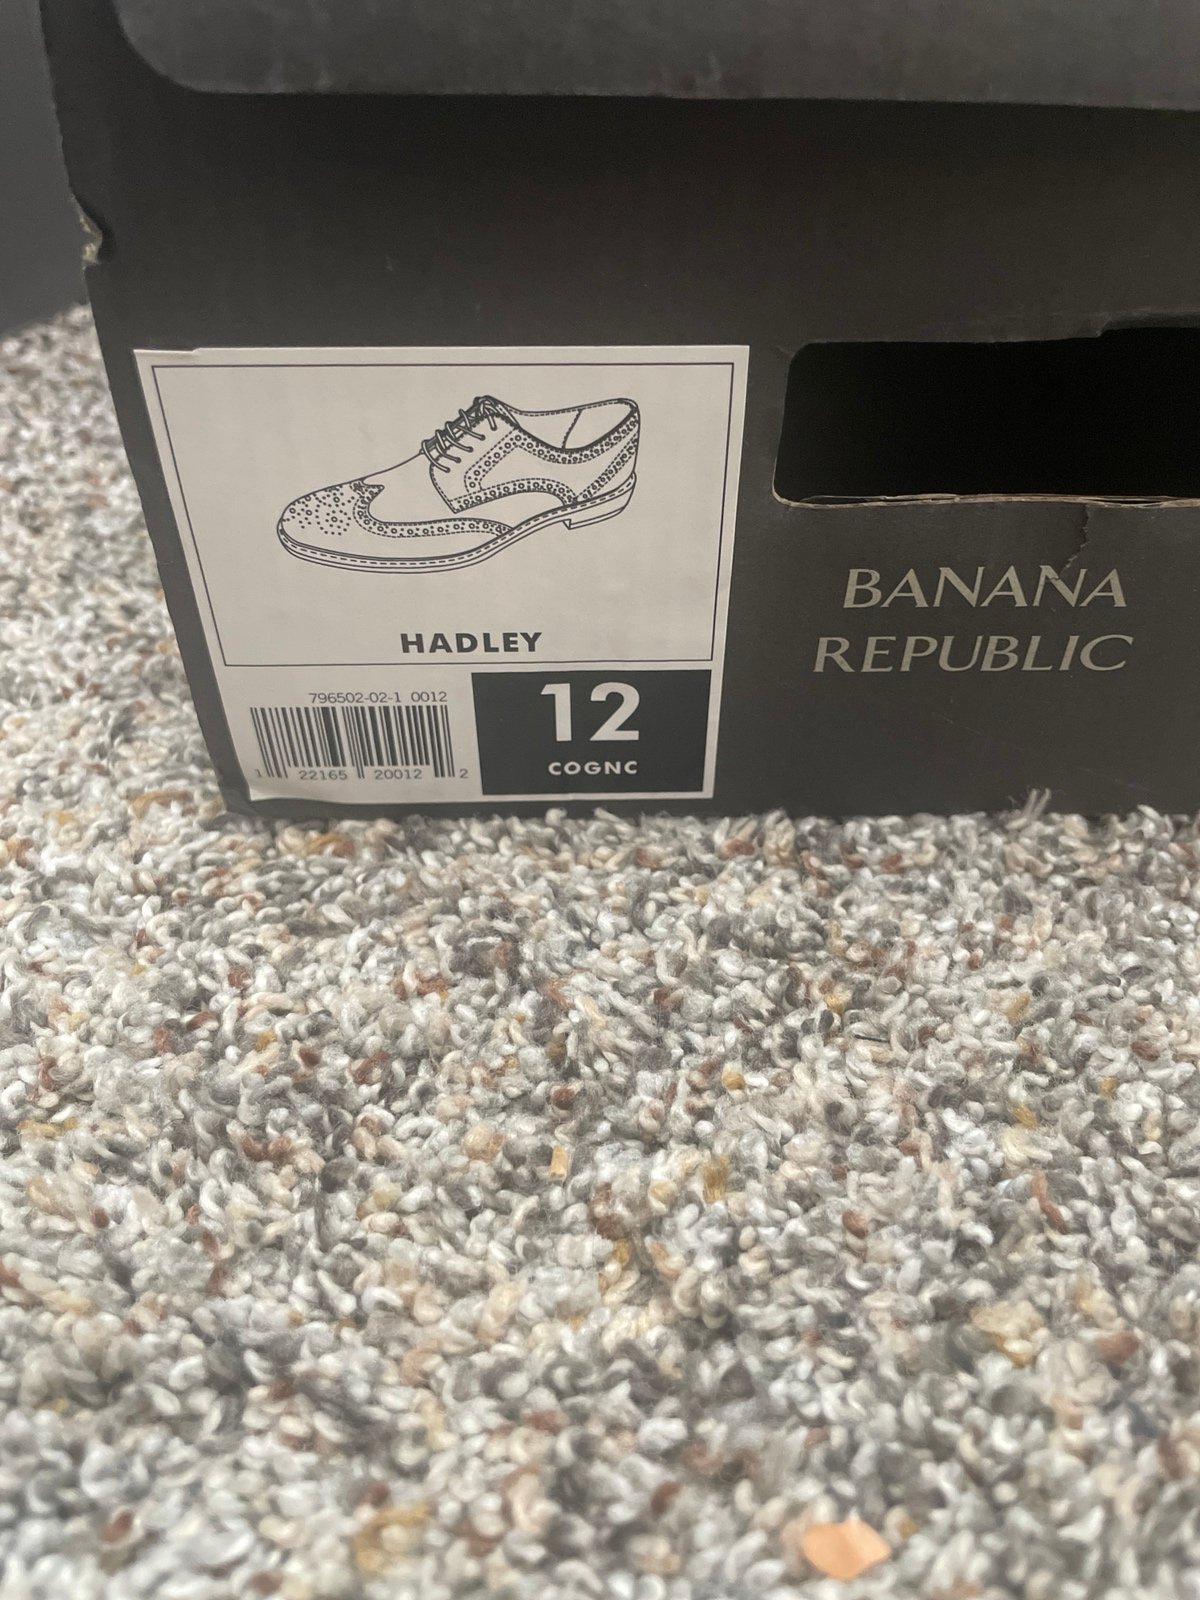 HADLEY
796502-02-1 0012
1 22165 20012 2
12
COGNC
BANANA
REPUBLIC